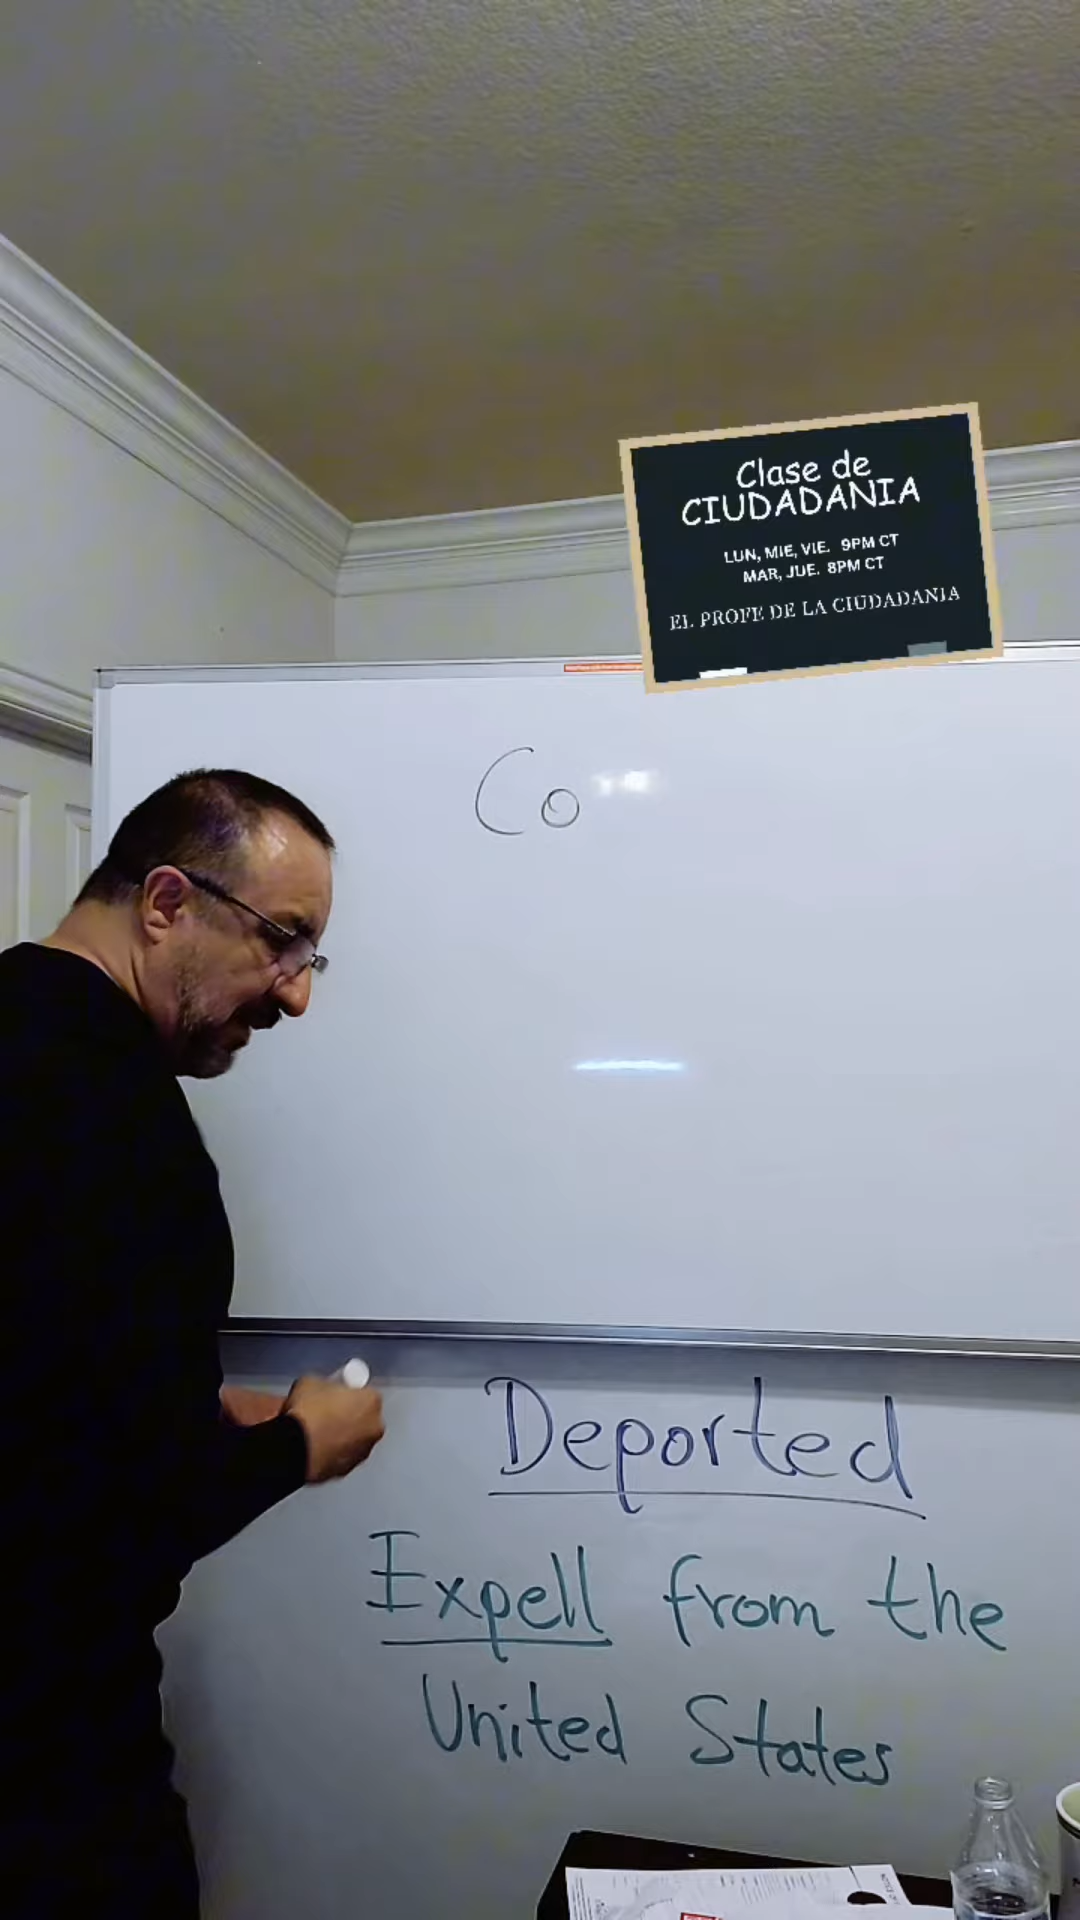 Clase de
CIUDADANIA
LUN, MIE, VIE. 9PM CT
MAR, JUE. 8PM CT
EL PROFE DE LA CIUDADANIA
Co
Deported
Expell from the
United States